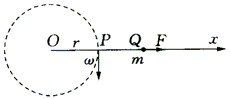 O r P Q F x
ω m